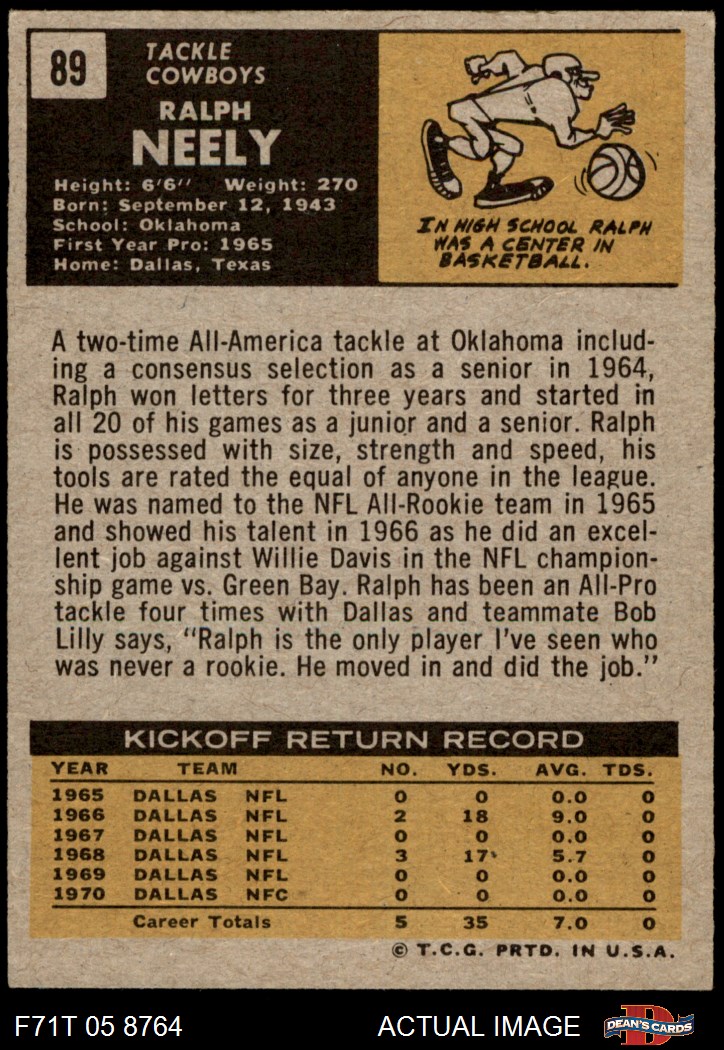 89
TACKLE
COWBOYS
RALPH
NEELY
Height: 6'6" Weight: 270
Born: September 12, 1943
School: Oklahoma
First Year Pro: 1965
Home: Dallas, Texas
IN HIGH SCHOOL RALPH
WAS A CENTER IN
BASKETBALL.
A two-time All-America tackle at Oklahoma includ-
ing a consensus selection as a senior in 1964,
Ralph won letters for three years and started in
all 20 of his games as a junior and a senior. Ralph
is possessed with size, strength and speed, his
tools are rated the equal of anyone in the league.
He was named to the NFL All-Rookie team in 1965
and showed his talent in 1966 as he did an excel-
lent job against Willie Davis in the NFL champion-
ship game vs. Green Bay. Ralph has been an All-Pro
tackle four times with Dallas and teammate Bob
Lilly says, "Ralph is the only player I've seen who
was never a rookie. He moved in and did the job."
KICKOFF RETURN RECORD
YEAR TEAM NO. YDS. AVG. TDS.
1965 DALLAS NFL 0 0 0.0 0
1966 DALLAS NFL 2 18 9.0 0
1967 DALLAS NFL 0 0 0.0 0
1968 DALLAS NFL 3 17 5.7 0
1969 DALLAS NFL 0 0 0.0 0
1970 DALLAS NFC 0 0 0.0 0
Career Totals 5 35 7.0 0
© T.C.G. PRTD. IN U.S.A.
F71T 05 8764 ACTUAL IMAGE DEAN'S CARDS